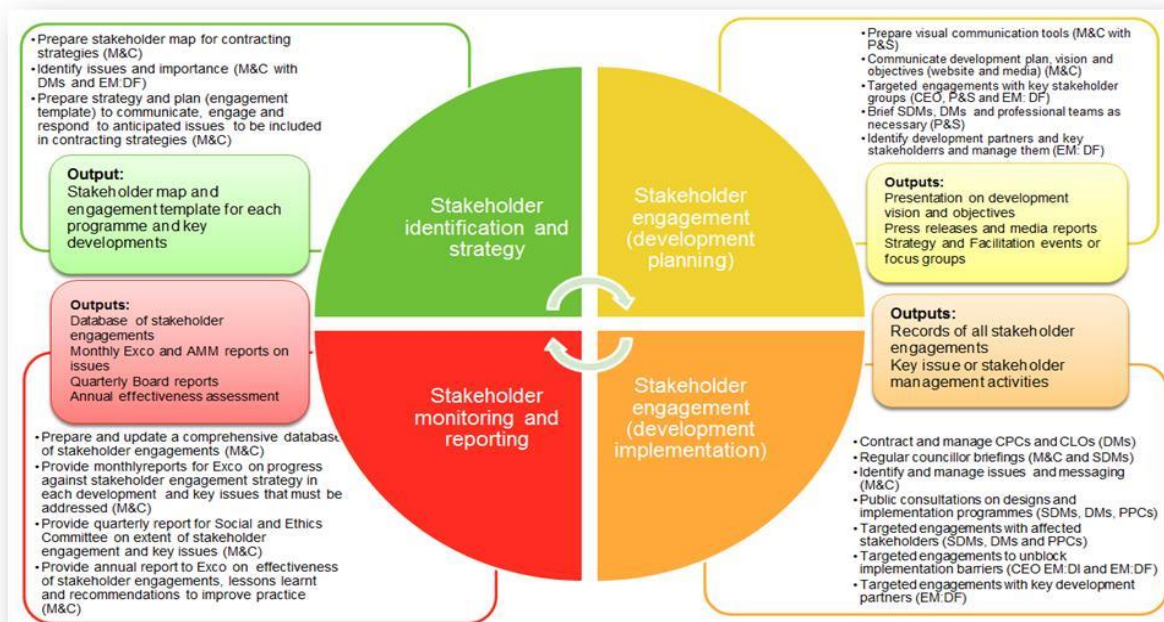 •Prepare stakeholder map for contracting
strategies (M&C)
•Identify issues and importance (M&C with
DMs and EM:DF)
•Prepare strategy and plan (engagement
template) to communicate, engage and
respond to anticipated issues to be included
in contracting strategies (M&C)
Output:
Stakeholder map and
engagement template for each
programme and key
developments
Stakeholder
identification and
strategy
Stakeholder
engagement
(development
planning)
•Prepare visual communication tools (M&C with
P&S)
•Communicate development plan, vision and
objectives (website and media) (M&C)
•Targeted engagements with key stakeholder
groups (CEO, P&S and EM: DF)
•Brief SDMs, DMs and professional teams as
necessary (P&S)
•Identify development partners and key
stakeholderrs and manage them (EM: DF)
Outputs:
Presentation on development
vision and objectives
Press releases and media reports
Strategy and Facilitation events or
focus groups
Outputs:
Database of stakeholder
engagements
Monthly Exco and AMM reports on
issues
Quarterly Board reports
Annual effectiveness assessment
•Prepare and update a comprehensive database
of stakeholder engagements (M&C)
•Provide monthlyreports for Exco on progress
against stakeholder engagement strategy in
each development and key issues that must be
addressed (M&C)
•Provide quarterly report for Social and Ethics
Committee on extent of stakeholder
engagement and key issues (M&C)
•Provide annual report to Exco on effectiveness
of stakeholder engagements, lessons learnt
and recommendations to improve practice
(M&C)
Stakeholder
monitoring and
reporting
Stakeholder
engagement
(development
implementation)
Outputs:
Records of all stakeholder
engagements
Key issue or stakeholder
management activities
•Contract and manage CPCs and CLOs (DMs)
•Regular councillor briefings (M&C and SDMs)
•Identify and manage issues and messaging
(M&C)
•Public consultations on designs and
implementation programmes (SDMs, DMs, PPCs)
•Targeted engagements with affected
stakeholders (SDMs, DMs and PPCs)
•Targeted engagements to unblock
implementation barriers (CEO EM:DI and EM:DF)
•Targeted engagements with key development
partners (EM:DF)